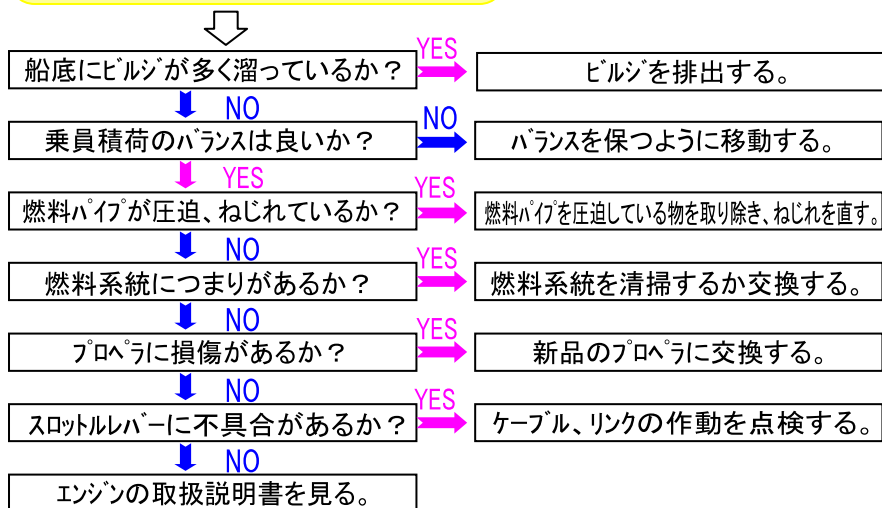 船底にﾋﾞﾙｼﾞが多く溜っているか？ YES ﾋﾞﾙｼﾞを排出する。
NO
乗員積荷のﾊﾞﾗﾝｽは良いか？ NO ﾊﾞﾗﾝｽを保つように移動する。
YES
燃料ﾊﾟｲﾌﾟが圧迫、ねじれているか？ YES 燃料ﾊﾟｲﾌﾟを圧迫している物を取り除き、ねじれを直す。
NO
燃料系統につまりがあるか？ YES 燃料系統を清掃するか交換する。
NO
ﾌﾟﾛﾍﾟﾗに損傷があるか？ YES 新品のﾌﾟﾛﾍﾟﾗに交換する。
NO
ｽﾛｯﾄﾙﾚﾊﾞｰに不具合があるか？ YES ｹｰﾌﾞﾙ、ﾘﾝｸの作動を点検する。
NO
ｴﾝｼﾞﾝの取扱説明書を見る。